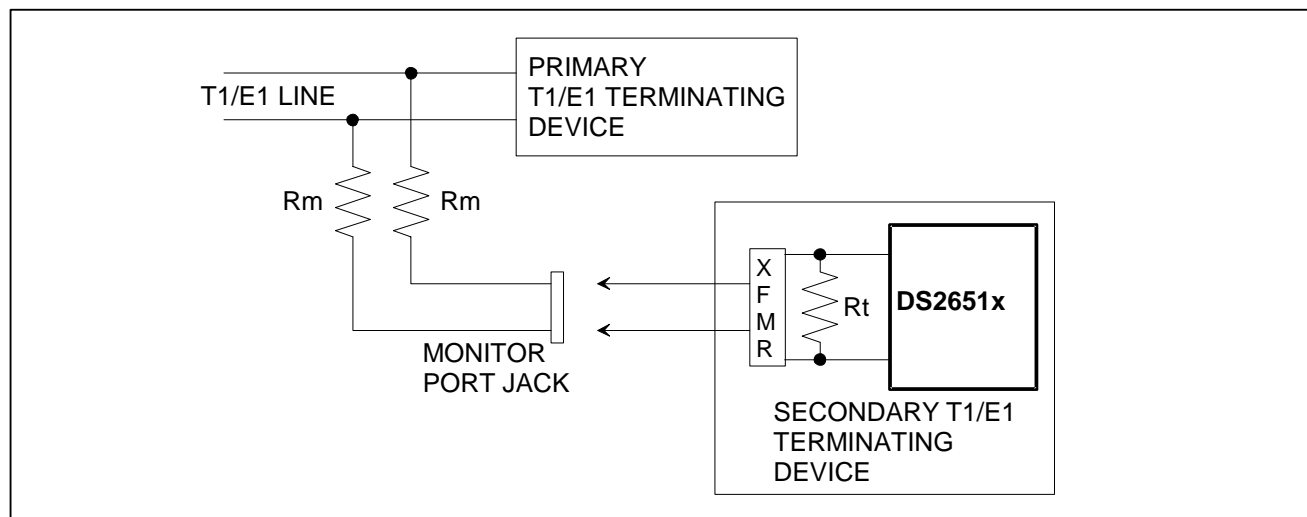 PRIMARY
T1/E1 TERMINATING
DEVICE
T1/E1 LINE
Rm
Rm
X
F
M
R
Rt
DS2651x
MONITOR
PORT JACK
SECONDARY T1/E1
TERMINATING
DEVICE